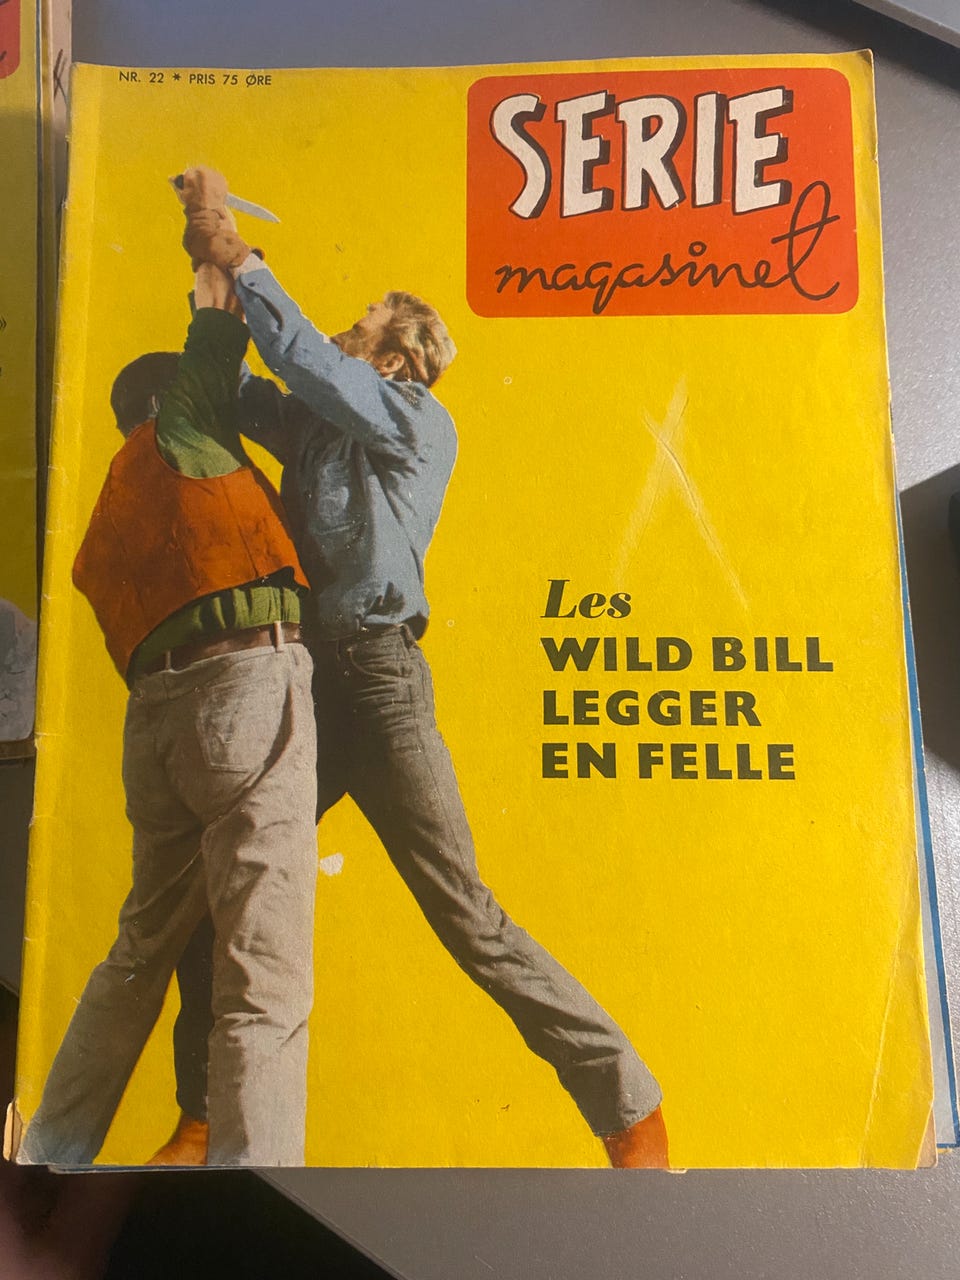 NR. 22 * PRIS 75 ØRE
SERIE
magasinet
Les
WILD BILL
LEGGER
EN FELLE
»